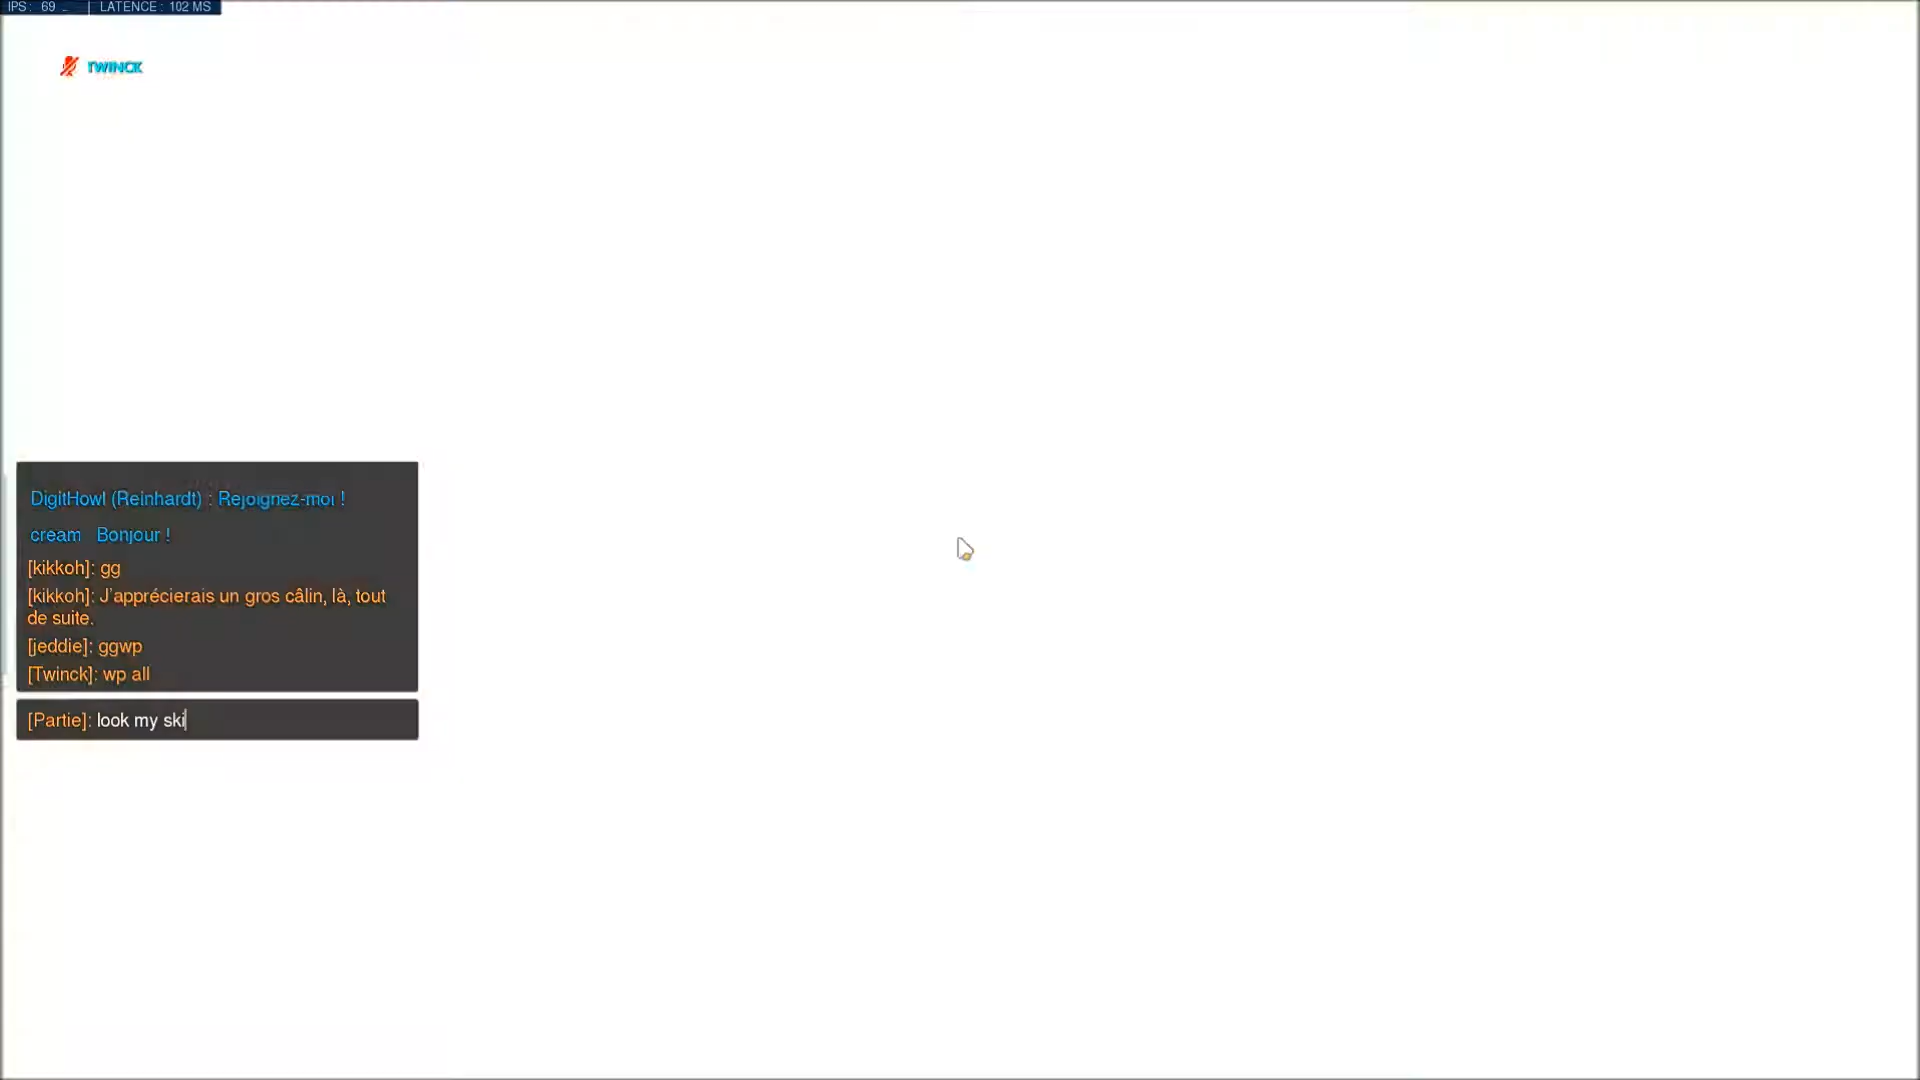 IPS : 69 | LATENCE : 102 MS
TWINCK
DigitHowl (Reinhardt) : Rejoignez-moi !
cream Bonjour !
[kikkoh]: gg
[kikkoh]: J'apprécierais un gros câlin, là, tout
de suite.
[jeddie]: ggwp
[Twinck]: wp all
[Partie]: look my ski